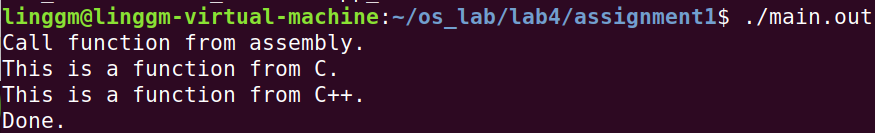 linggm@linggm-virtual-machine:~/os_lab/lab4/assignment1$ ./main.out
Call function from assembly.
This is a function from C.
This is a function from C++.
Done.